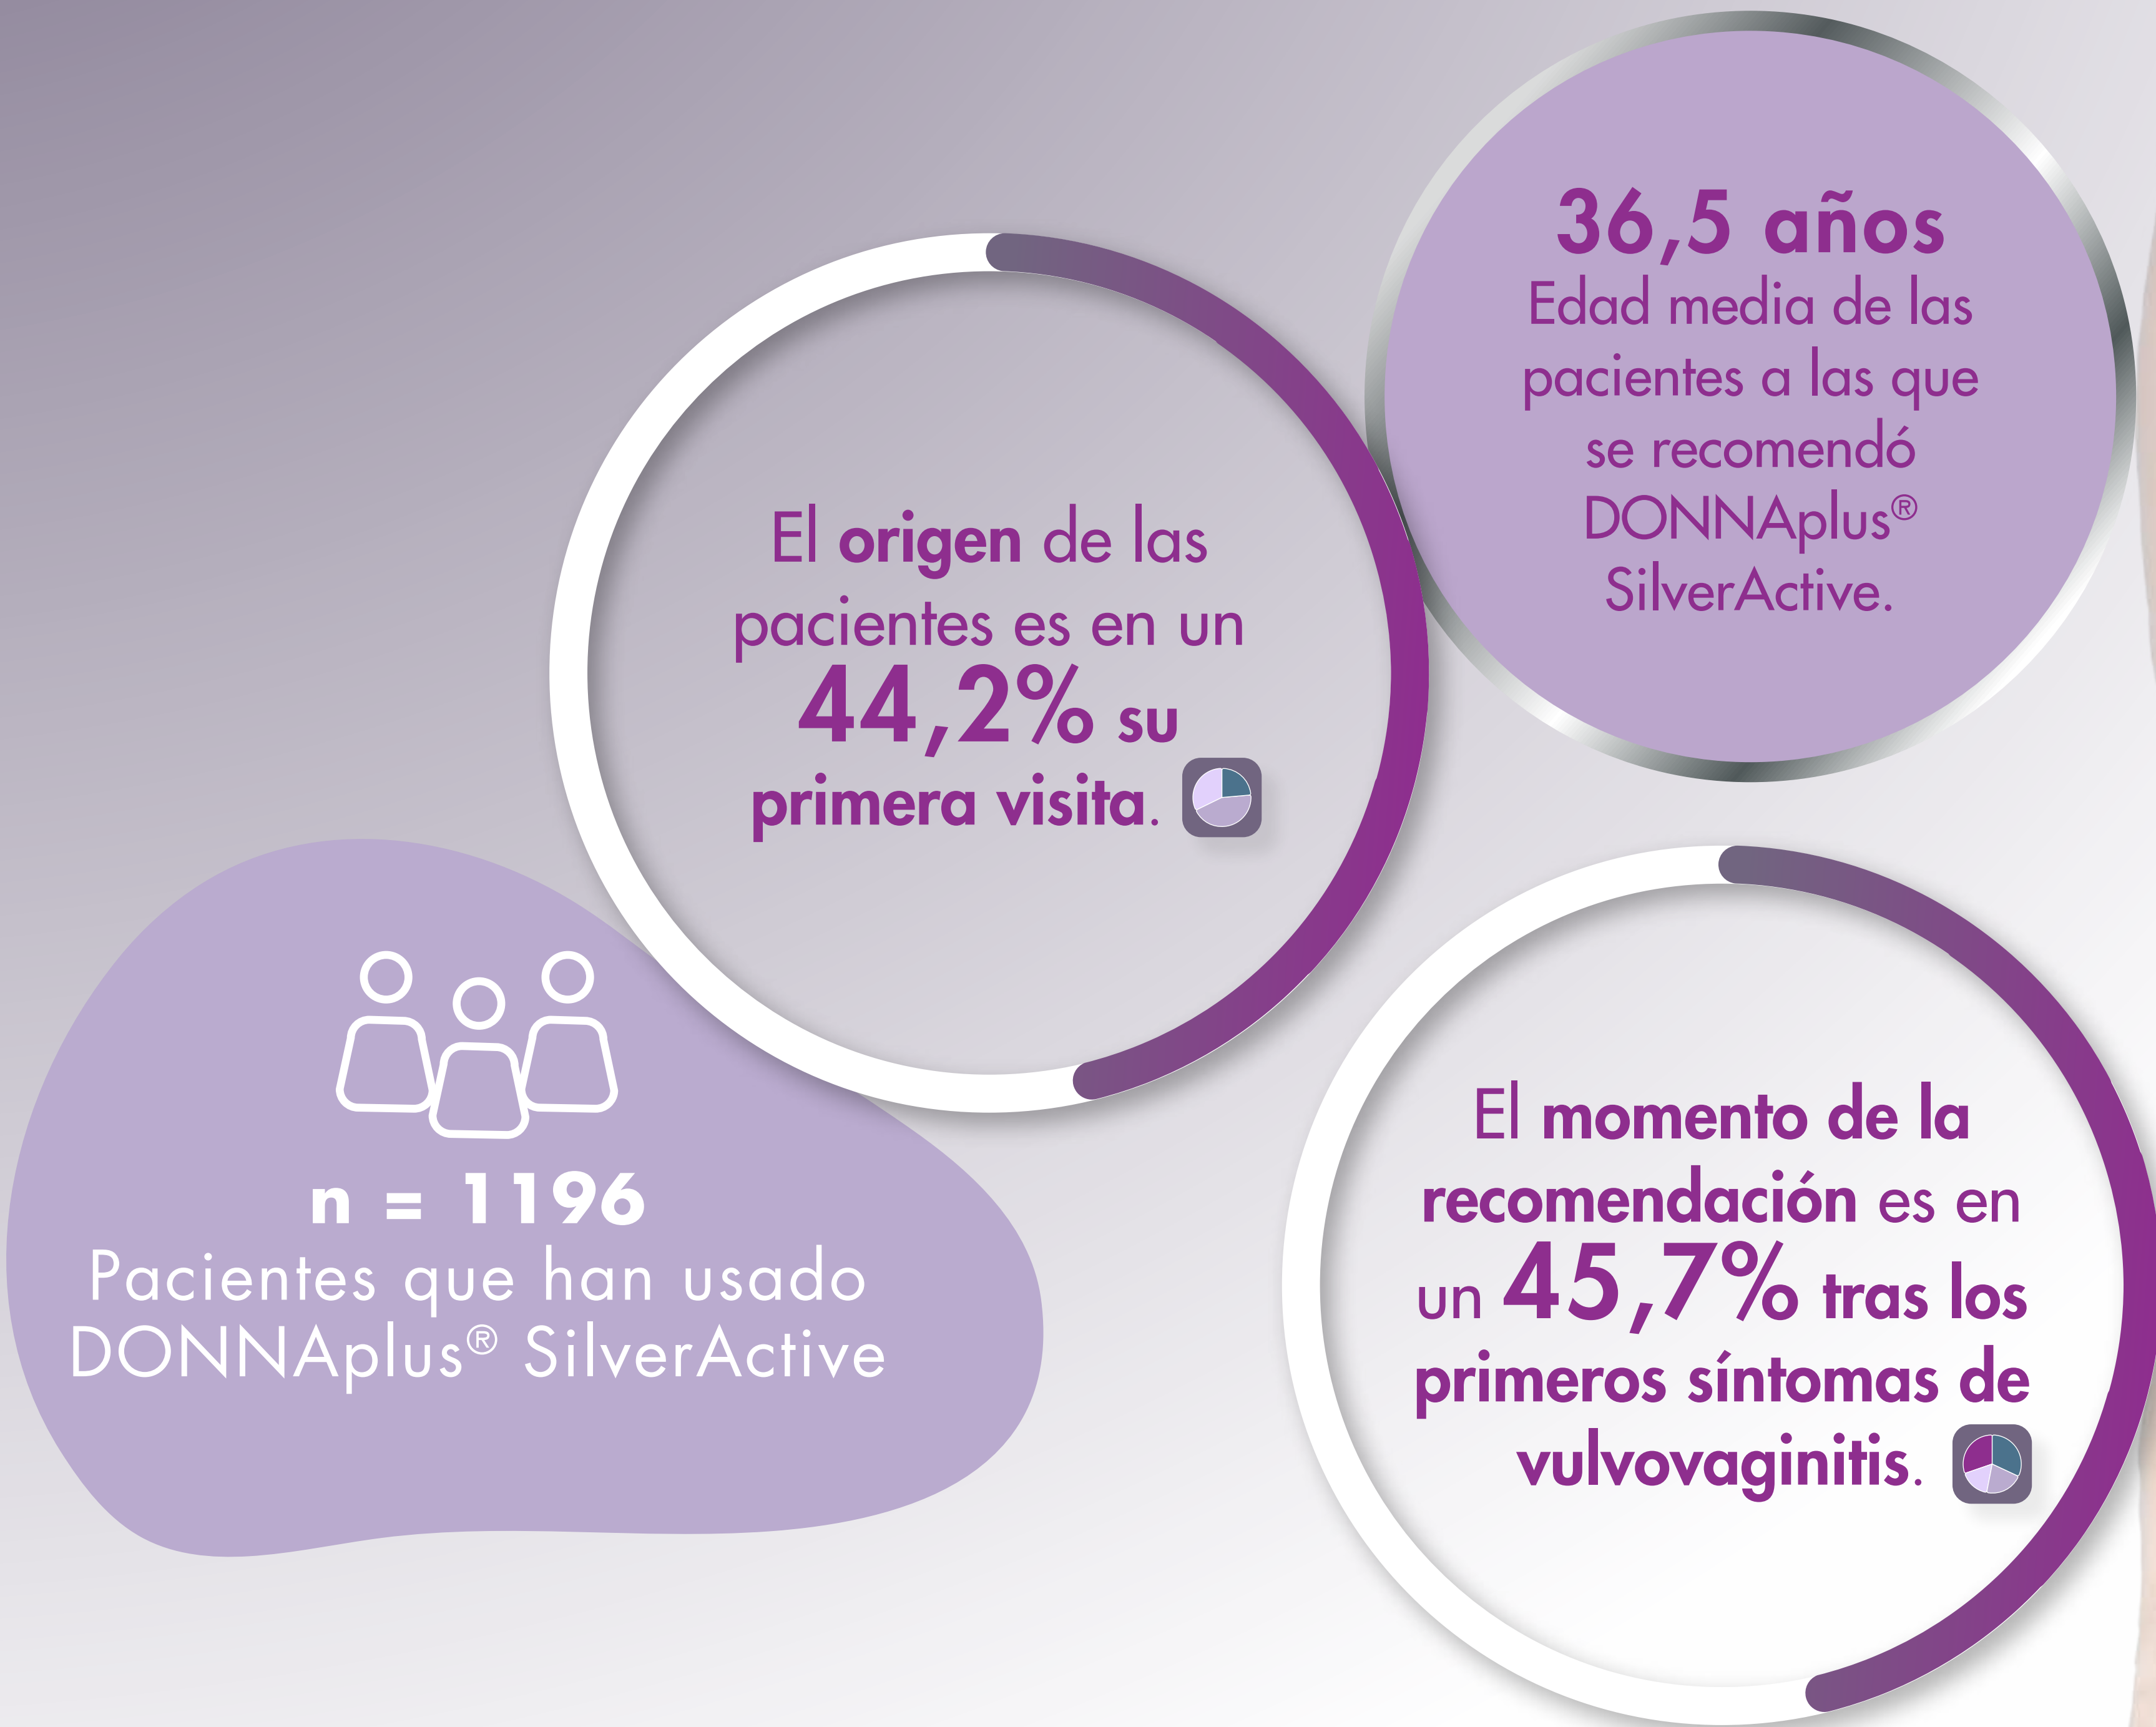 36,5 años
Edad media de las
pacientes a las que
se recomendó
DONNAplus®
SilverActive.
El origen de las
pacientes es en un
44,2% su
primera visita.
n = 1196
Pacientes que han usado
DONNAplus® SilverActive
El momento de la
recomendación es en
un 45,7% tras los
primeros síntomas de
vulvovaginitis.